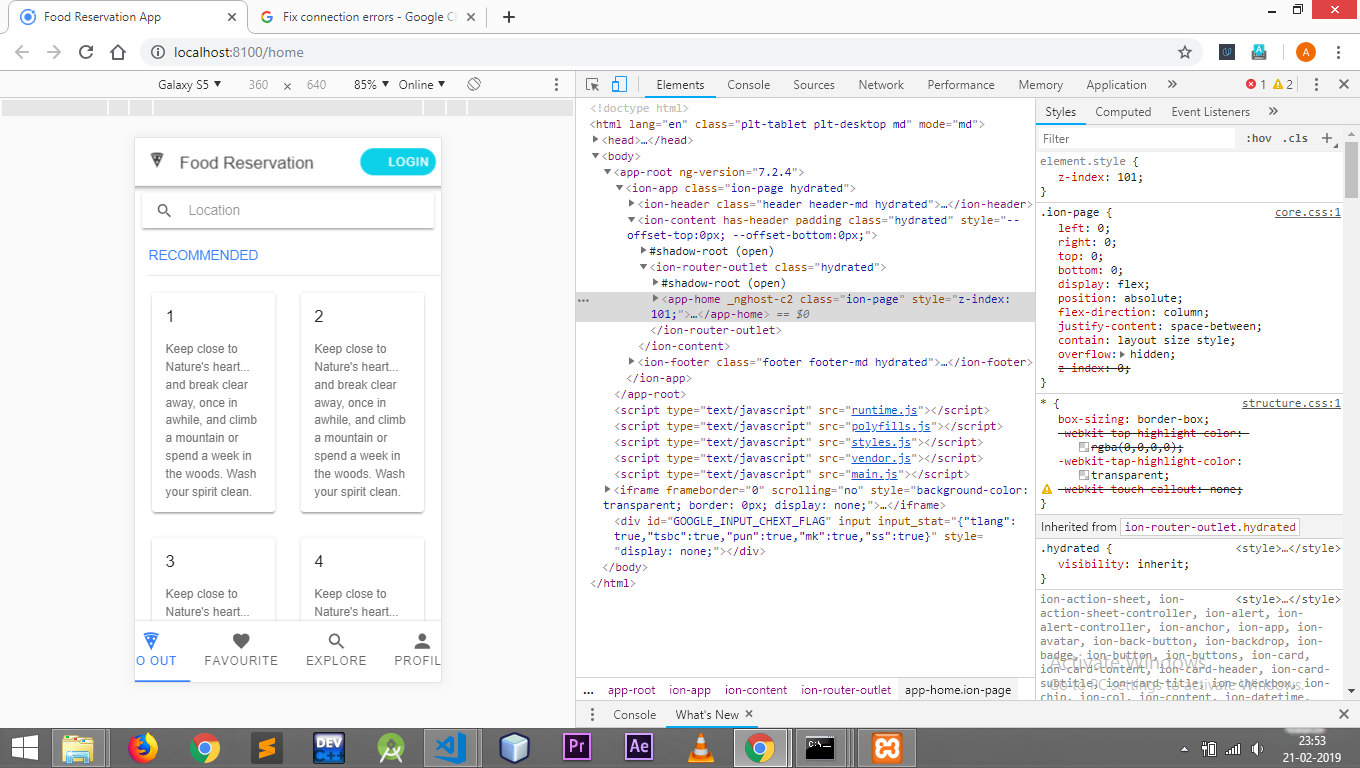 Food Reservation App
Fix connection errors - Google Cl
localhost:8100/home
A
Galaxy S5 ▼ 360 x 640 85% ▼ Online ▼
Food Reservation
LOGIN
Location
RECOMMENDED
1
Keep close to
Nature's heart...
and break clear
away, once in
awhile, and climb
a mountain or
spend a week in
the woods. Wash
your spirit clean.
2
Keep close to
Nature's heart...
and break clear
away, once in
awhile, and climb
a mountain or
spend a week in
the woods. Wash
your spirit clean.
3
Keep close to
Nature's heart...
4
Keep close to
Nature's heart...
O OUT FAVOURITE EXPLORE PROFIL
Elements Console Sources Network Performance Memory Application » 1 2
<!doctype html>
<html lang="en" class="plt-tablet plt-desktop md" mode="md">
<head>…</head>
<body>
<app-root ng-version="7.2.4">
<ion-app class="ion-page hydrated">
<ion-header class="header header-md hydrated">…</ion-header>
<ion-content has-header padding class="hydrated" style="--
offset-top:0px; --offset-bottom:0px;">
#shadow-root (open)
<ion-router-outlet class="hydrated">
#shadow-root (open)
<app-home _nghost-c2 class="ion-page" style="z-index:
101;">…</app-home> == $0
</ion-router-outlet>
</ion-content>
<ion-footer class="footer footer-md hydrated">…</ion-footer>
</ion-app>
</app-root>
<script type="text/javascript" src="runtime.js"></script>
<script type="text/javascript" src="polyfills.js"></script>
<script type="text/javascript" src="styles.js"></script>
<script type="text/javascript" src="vendor.js"></script>
<script type="text/javascript" src="main.js"></script>
<iframe frameborder="0" scrolling="no" style="background-color:
transparent; border: 0px; display: none;">…</iframe>
<div id="GOOGLE_INPUT_CHEXT_FLAG" input input_stat="{"tlang":
true,"tsbc":true,"pun":true,"mk":true,"ss":true}" style=
"display: none;"></div>
</body>
</html>
... app-root ion-app ion-content ion-router-outlet app-home.ion-page
Console What's New
Styles Computed Event Listeners »
Filter :hov .cls +
element.style {
z-index: 101;
}
.ion-page { core.css:1
left: 0;
right: 0;
top: 0;
bottom: 0;
display: flex;
position: absolute;
flex-direction: column;
justify-content: space-between;
contain: layout size style;
overflow: hidden;
z-index: 0;
}
* { structure.css:1
box-sizing: border-box;
-webkit-tap-highlight-color:
rgba(0,0,0,0);
-webkit-tap-highlight-color:
transparent;
-webkit-touch-callout: none;
}
Inherited from ion-router-outlet.hydrated
.hydrated { <style>…</style>
visibility: inherit;
}
ion-action-sheet, ion- <style>…</style>
action-sheet-controller, ion-alert, ion-
alert-controller, ion-anchor, ion-app, ion-
avatar, ion-back-button, ion-backdrop, ion-
badge, ion-button, ion-buttons, ion-card,
ion-card-content, ion-card-header, ion-card-
subtitle, ion-card-title, ion-checkbox, ion-
chip, ion-col, ion-content, ion-datetime,
Activate Windows
Go to PC settings to activate Windows.
DEV
C++
Pr
Ae
C:\_
23:53
21-02-2019